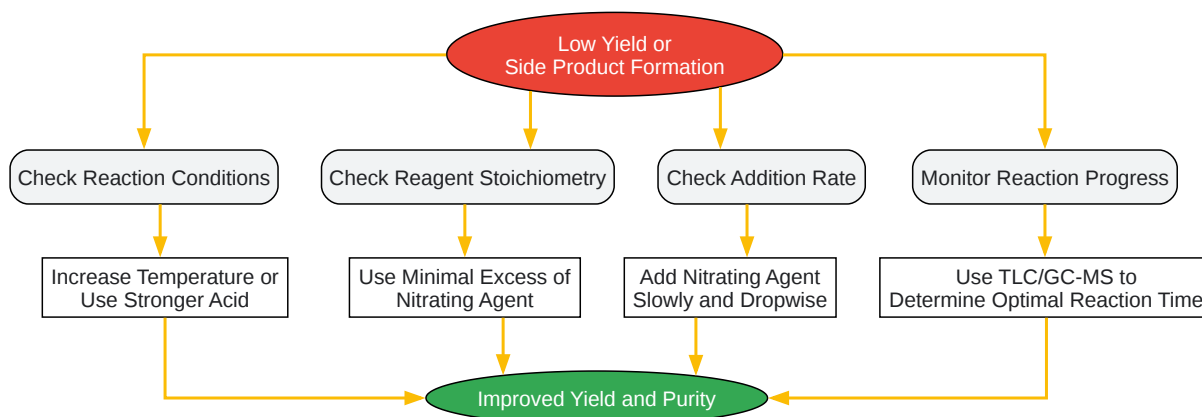 Low Yield or
Side Product Formation
Check Reaction Conditions
Check Reagent Stoichiometry
Check Addition Rate
Monitor Reaction Progress
Increase Temperature or
Use Stronger Acid
Use Minimal Excess of
Nitrating Agent
Add Nitrating Agent
Slowly and Dropwise
Use TLC/GC-MS to
Determine Optimal Reaction Time
Improved Yield and Purity